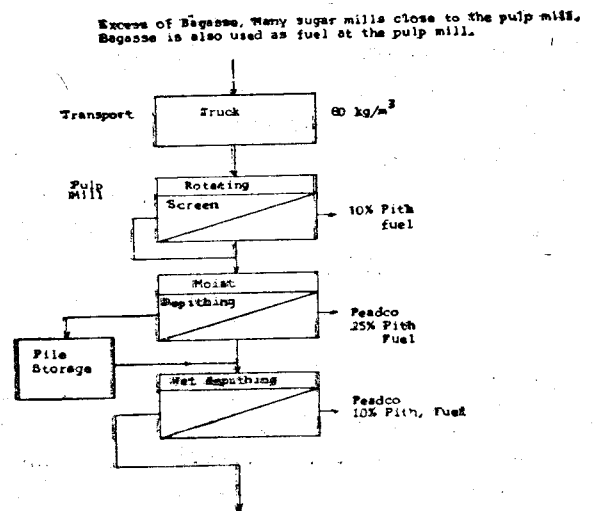 Excess of Bagasse, Many sugar mills close to the pulp mill.
Bagasse is also used as fuel at the pulp mill.
Transport
Truck
60 kg/m³
Pulp
Mill
Rotating
Screen
10% Pith
fuel
Moist
Depithing
Peadco
25% Pith
Fuel
Pile
Storage
Wet
Peadco
10% Pith, Fuel